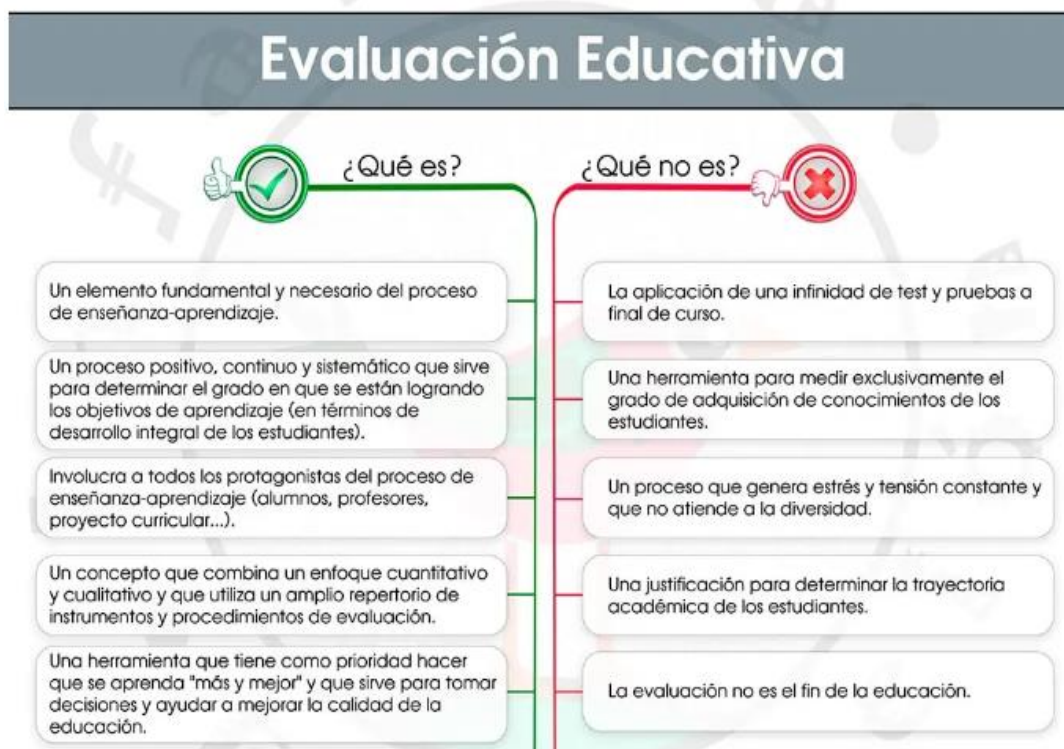 Evaluación Educativa
¿Qué es?
Un elemento fundamental y necesario del proceso
de enseñanza-aprendizaje.
Un proceso positivo, continuo y sistemático que sirve
para determinar el grado en que se están logrando
los objetivos de aprendizaje (en términos de
desarrollo integral de los estudiantes).
Involucra a todos los protagonistas del proceso de
enseñanza-aprendizaje (alumnos, profesores,
proyecto curricular...).
Un concepto que combina un enfoque cuantitativo
y cualitativo y que utiliza un amplio repertorio de
instrumentos y procedimientos de evaluación.
Una herramienta que tiene como prioridad hacer
que se aprenda "más y mejor" y que sirve para tomar
decisiones y ayudar a mejorar la calidad de la
educación.
¿Qué no es?
La aplicación de una infinidad de test y pruebas a
final de curso.
Una herramienta para medir exclusivamente el
grado de adquisición de conocimientos de los
estudiantes.
Un proceso que genera estrés y tensión constante y
que no atiende a la diversidad.
Una justificación para determinar la trayectoria
académica de los estudiantes.
La evaluación no es el fin de la educación.